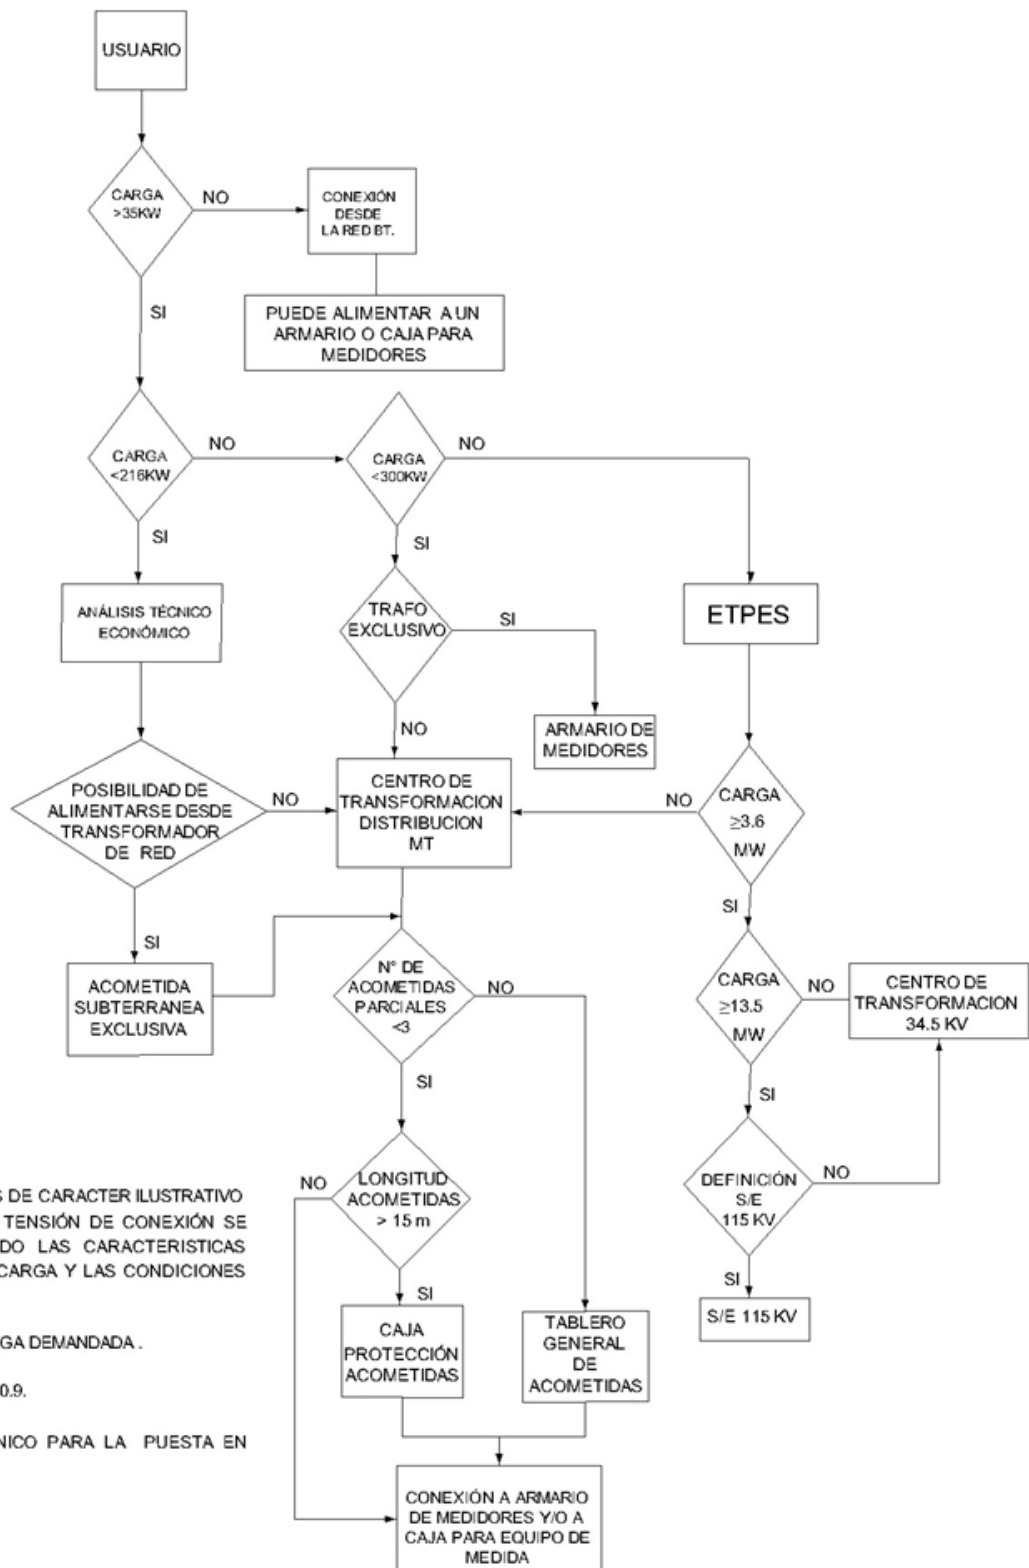 USUARIO
CARGA
>35KW
NO
CONEXIÓN
DESDE
LA RED BT.
SI
PUEDE ALIMENTAR A UN
ARMARIO O CAJA PARA
MEDIDORES
CARGA
<216KW
NO
CARGA
<300KW
NO
SI
SI
ANÁLISIS TÉCNICO
ECONÓMICO
TRAFO
EXCLUSIVO
SI
ETPES
NO
ARMARIO DE
MEDIDORES
POSIBILIDAD DE
ALIMENTARSE DESDE
TRANSFORMADOR
DE RED
NO
CENTRO DE
TRANSFORMACION
DISTRIBUCION
MT
NO
CARGA
≥3.6
MW
SI
SI
ACOMETIDA
SUBTERRANEA
EXCLUSIVA
N° DE
ACOMETIDAS
PARCIALES
<3
NO
CARGA
≥13.5
MW
NO
CENTRO DE
TRANSFORMACION
34.5 KV
SI
SI
NO
LONGITUD
ACOMETIDAS
> 15 m
DEFINICIÓN
S/E
115 KV
NO
S DE CARACTER ILUSTRATIVO
TENSIÓN DE CONEXIÓN SE
DO LAS CARACTERISTICAS
CARGA Y LAS CONDICIONES
SI
SI
S/E 115 KV
GA DEMANDADA .
CAJA
PROTECCIÓN
ACOMETIDAS
TABLERO
GENERAL
DE
ACOMETIDAS
0.9.
NICO PARA LA PUESTA EN
CONEXIÓN A ARMARIO
DE MEDIDORES Y/O A
CAJA PARA EQUIPO DE
MEDIDA